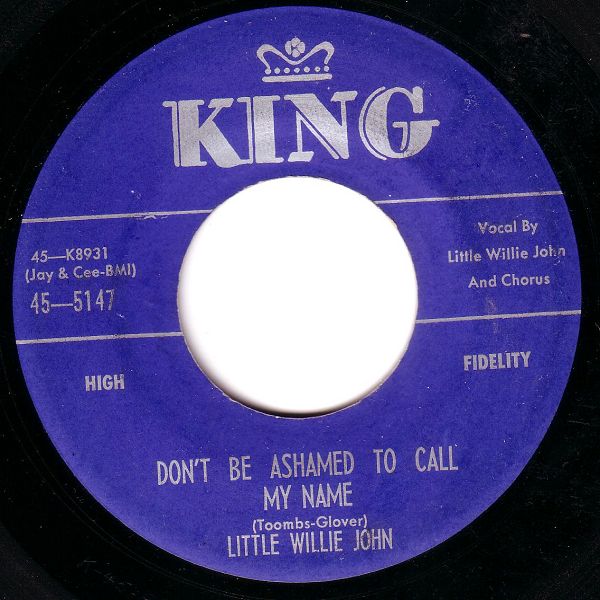 K
KING
45—K8931
(Jay & Cee-BMI)
45—5147
Vocal By
Little Willie John
And Chorus
HIGH
FIDELITY
DON'T BE ASHAMED TO CALL
MY NAME
(Toombs-Glover)
LITTLE WILLIE JOHN